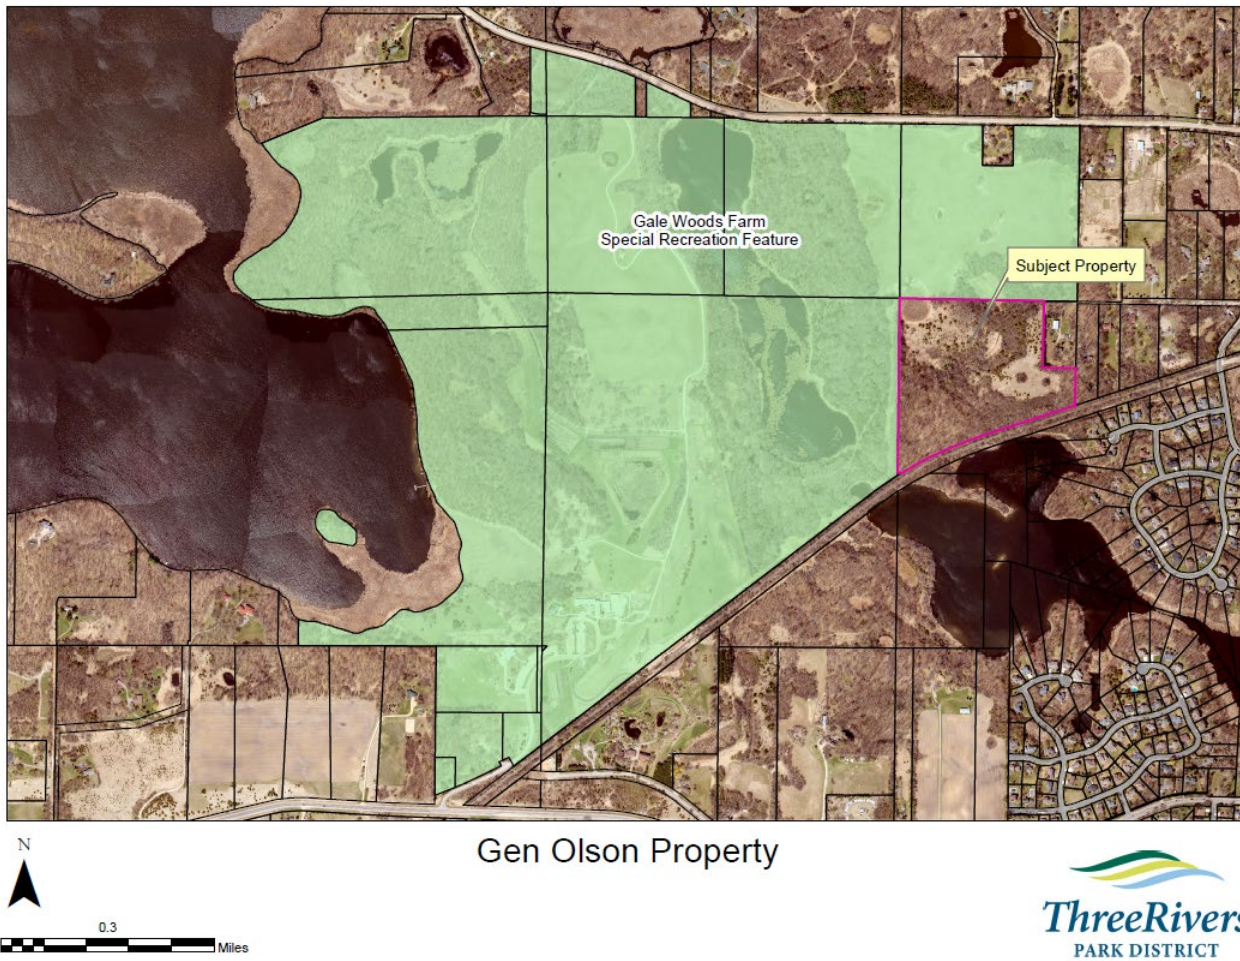 Gale Woods Farm
Special Recreation Feature
Subject Property
N
Gen Olson Property
0.3
Miles
ThreeRivers
PARK DISTRICT